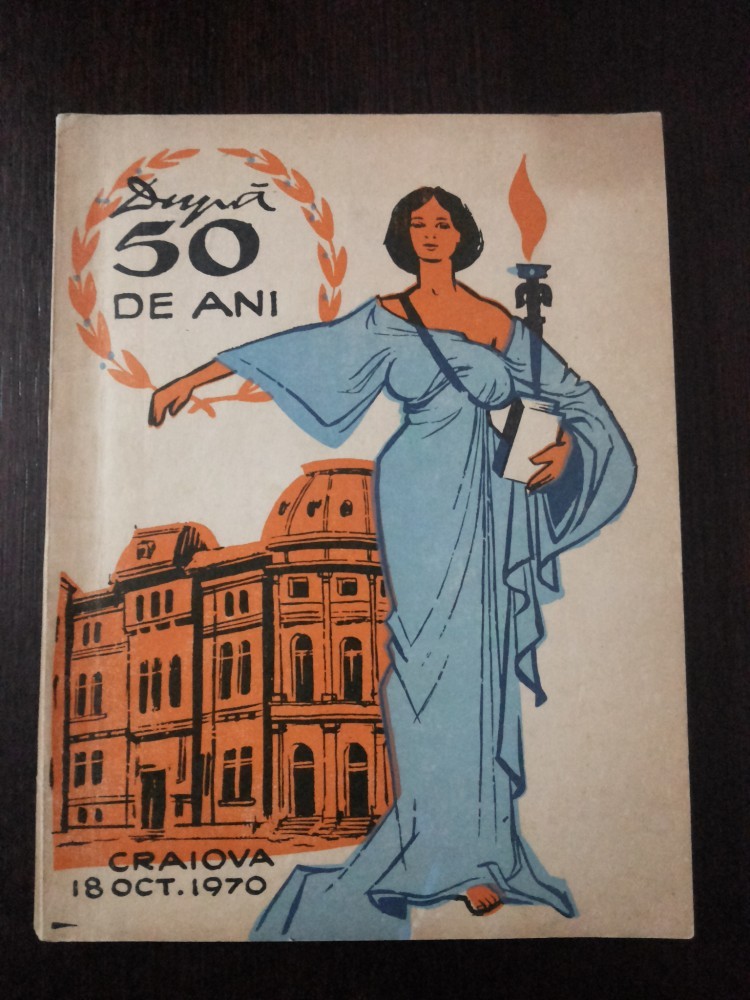 După
50
DE ANI
CRAIOVA
18 OCT. 1970